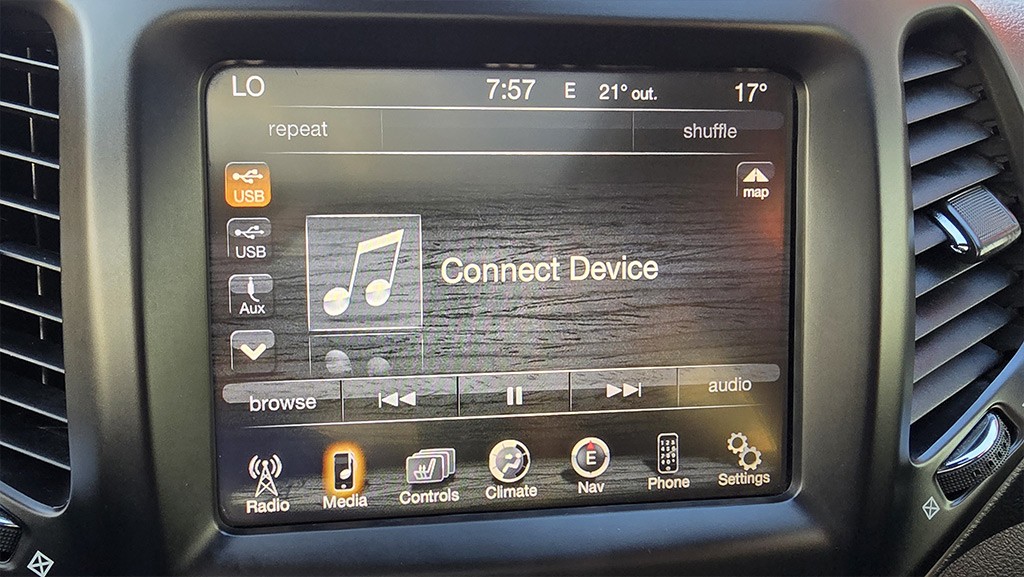 LO 7:57 E 21° out. 17°
repeat shuffle
USB
map
USB
Connect Device
Aux
browse audio
Radio Media Controls Climate E Nav Phone Settings